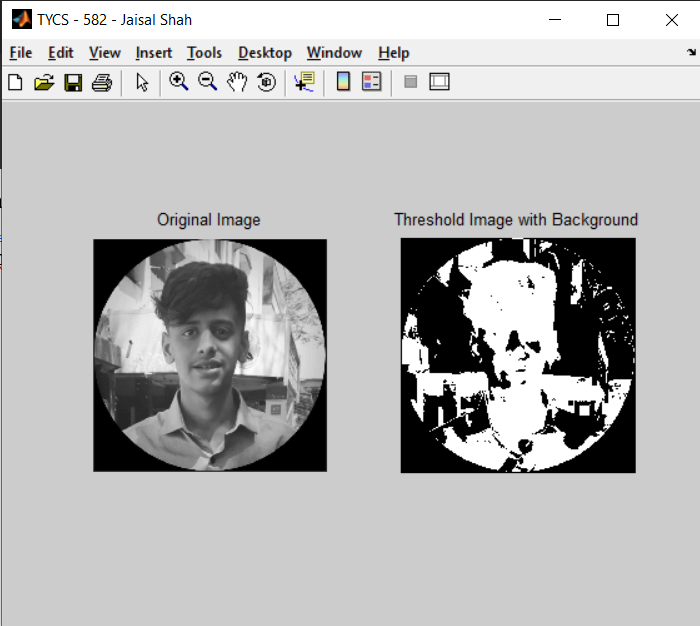 TYCS - 582 - Jaisal Shah
File Edit View Insert Tools Desktop Window Help
Original Image
Threshold Image with Background